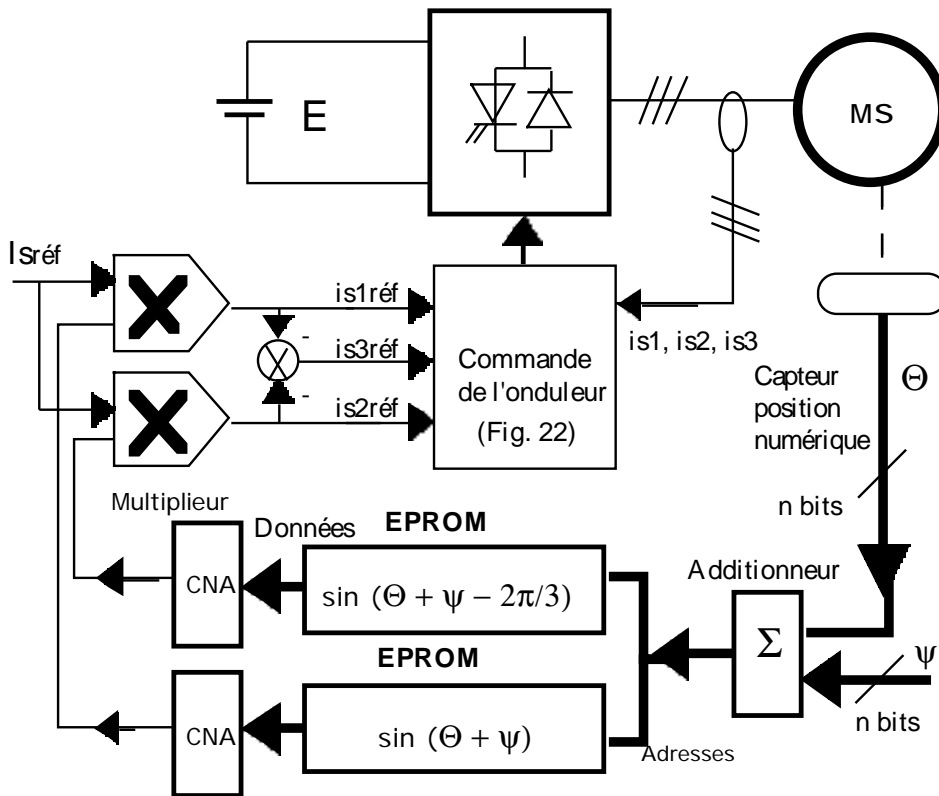 E
MS
Isréf
is1réf
is3réf
is2réf
-
-
Commande
de l'onduleur
(Fig. 22)
is1, is2, is3
Capteur
position
numérique
Θ
n bits
Multiplieur
Données
EPROM
CNA
sin (Θ + ψ − 2π/3)
Additionneur
Σ
ψ
n bits
EPROM
CNA
sin (Θ + ψ)
Adresses